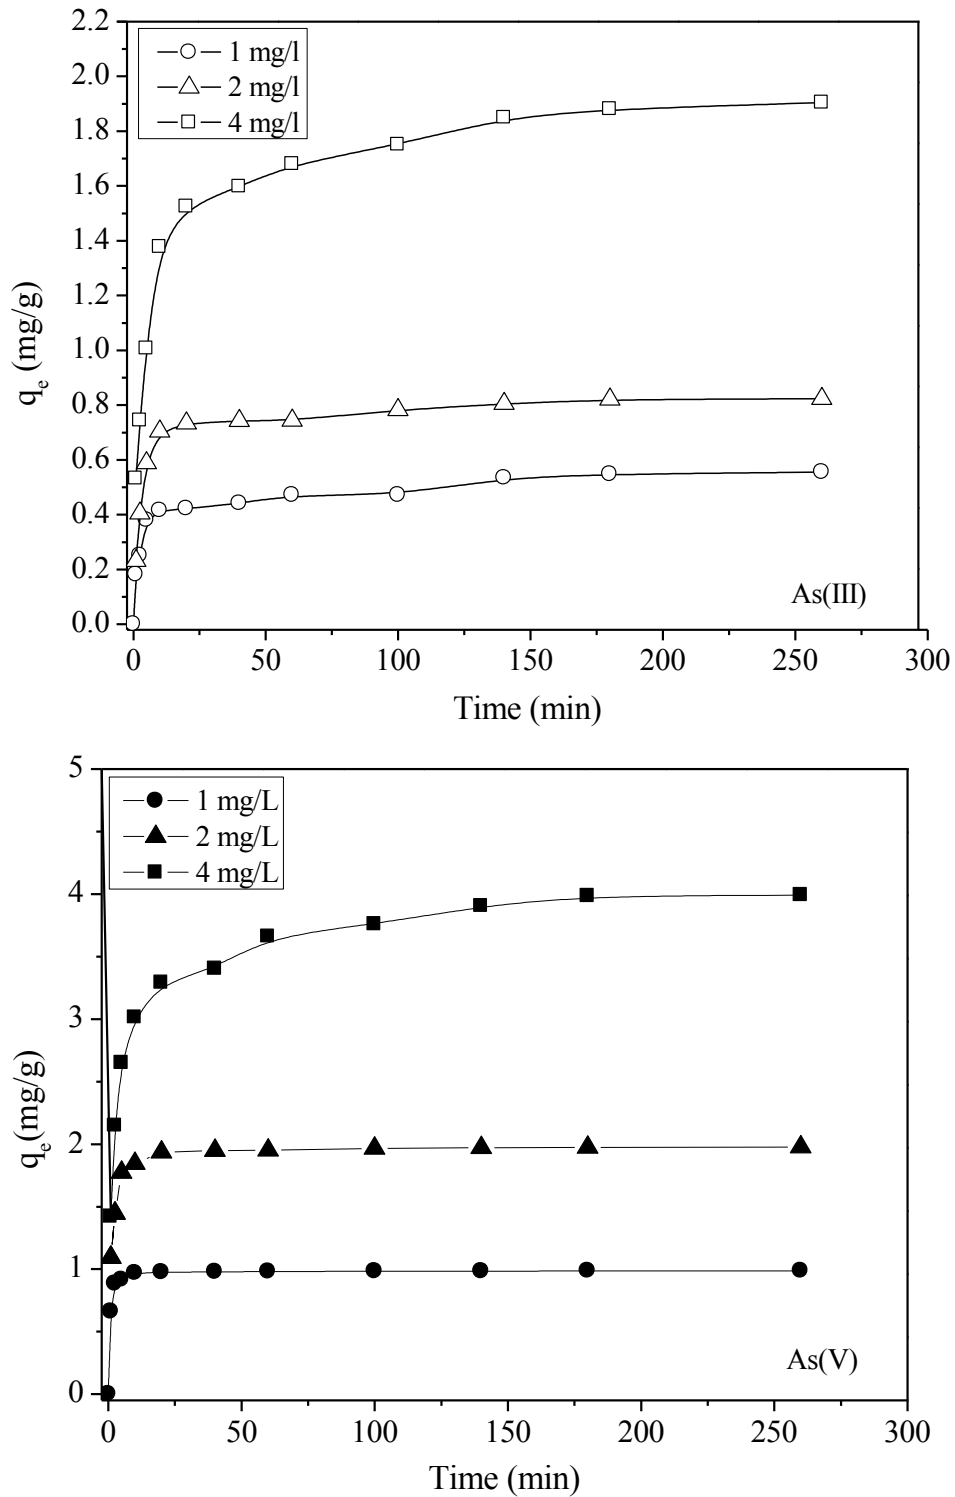 2.2
2.0
1.8
1.6
1.4
1.2
1.0
0.8
0.6
0.4
0.2
0.0
qe (mg/g)
1 mg/l
2 mg/l
4 mg/l
As(III)
0 50 100 150 200 250 300
Time (min)
5
4
3
2
1
0
qe(mg/g)
1 mg/L
2 mg/L
4 mg/L
As(V)
0 50 100 150 200 250 300
Time (min)